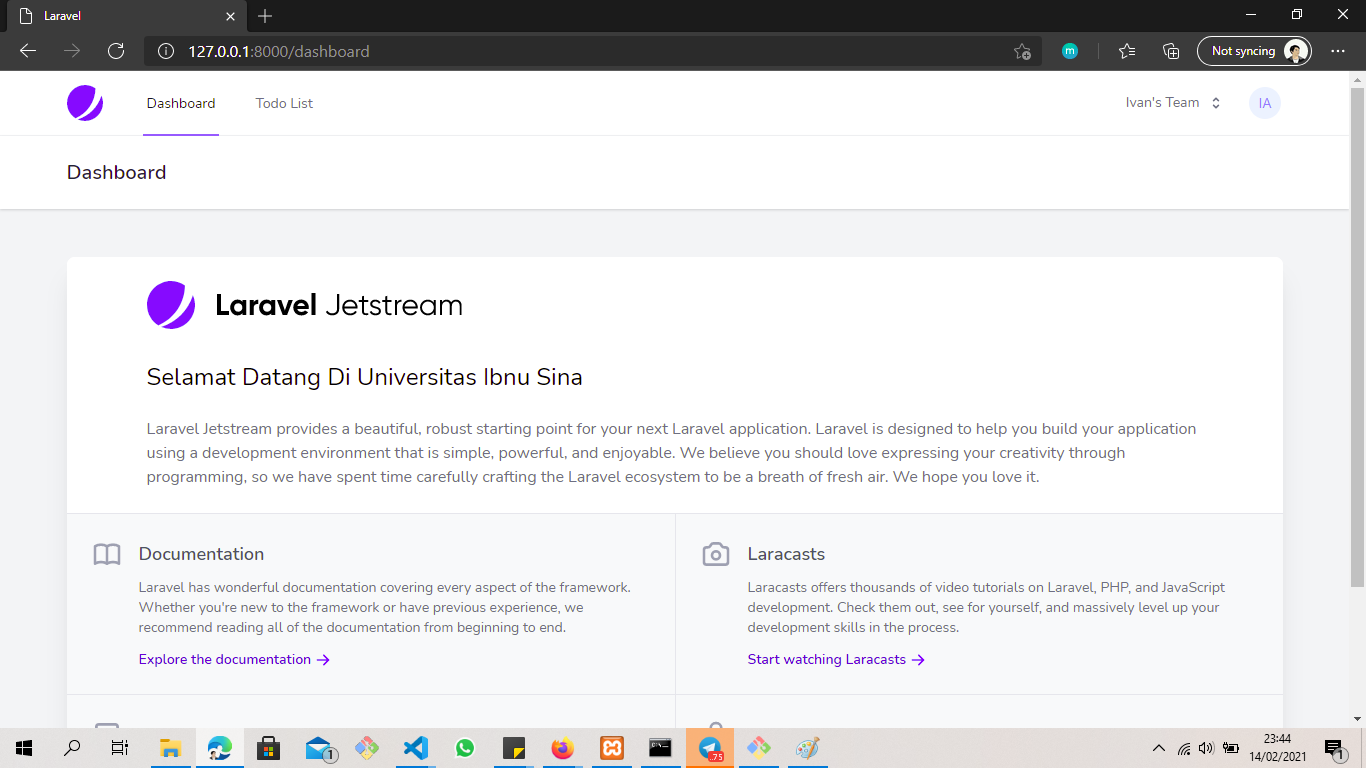 Laravel
127.0.0.1:8000/dashboard
m
Not syncing
Dashboard
Todo List
Ivan's Team
IA
Dashboard
Laravel Jetstream
Selamat Datang Di Universitas Ibnu Sina
Laravel Jetstream provides a beautiful, robust starting point for your next Laravel application. Laravel is designed to help you build your application
using a development environment that is simple, powerful, and enjoyable. We believe you should love expressing your creativity through
programming, so we have spent time carefully crafting the Laravel ecosystem to be a breath of fresh air. We hope you love it.
Documentation
Laravel has wonderful documentation covering every aspect of the framework.
Whether you're new to the framework or have previous experience, we
recommend reading all of the documentation from beginning to end.
Explore the documentation
Laracasts
Laracasts offers thousands of video tutorials on Laravel, PHP, and JavaScript
development. Check them out, see for yourself, and massively level up your
development skills in the process.
Start watching Laracasts
1
..75
23:44
14/02/2021
1